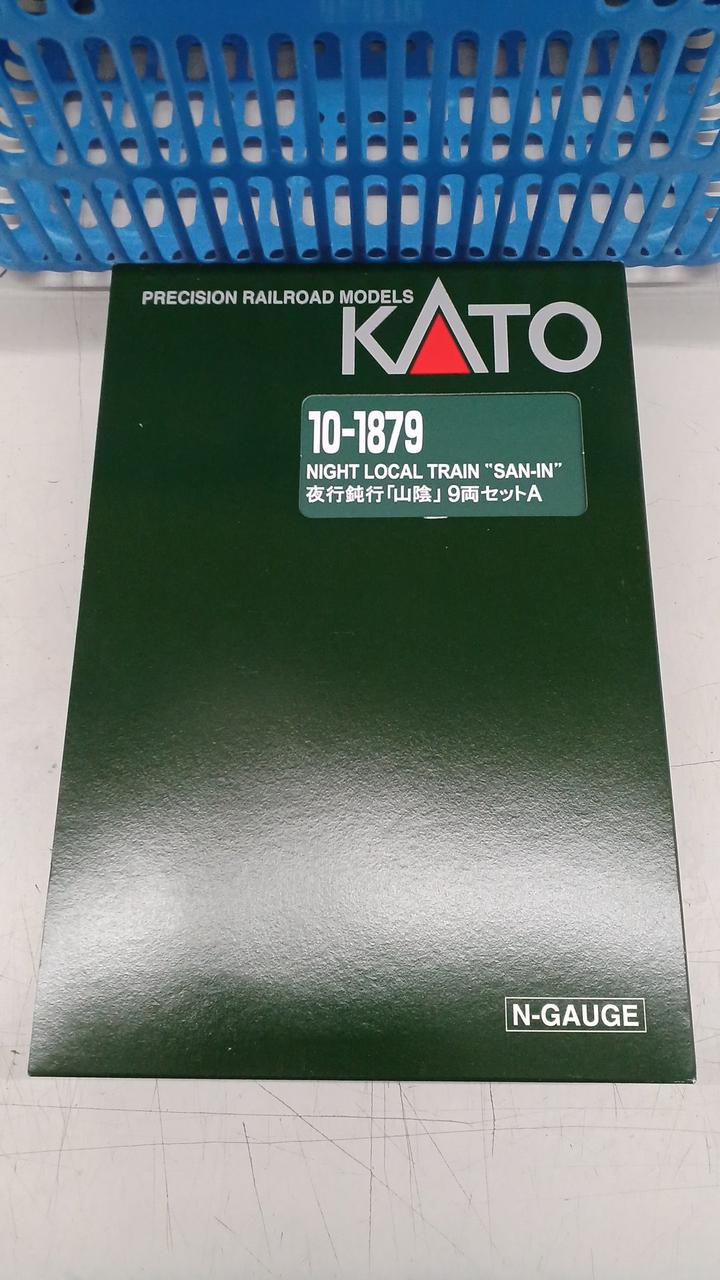 PRECISION RAILROAD MODELS
KATO
10-1879
NIGHT LOCAL TRAIN "SAN-IN"
夜行鈍行「山陰」9両セットA
N-GAUGE